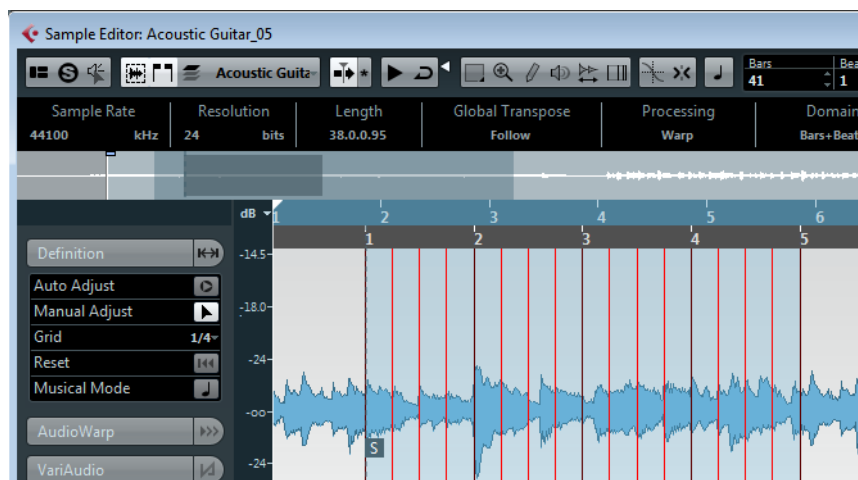 Sample Editor: Acoustic Guitar_05
S Acoustic Guita * Bars
41 1
Sample Rate Resolution Length Global Transpose Processing Domain
44100 kHz 24 bits 38.0.0.95 Follow Warp Bars+Beat
dB 1 2 3 4 5 6
1 2 3 4 5
Definition
-14.5
Auto Adjust
Manual Adjust
-18.0
Grid 1/4
Reset
-24
Musical Mode
-oo
AudioWarp
S
VariAudio
-24